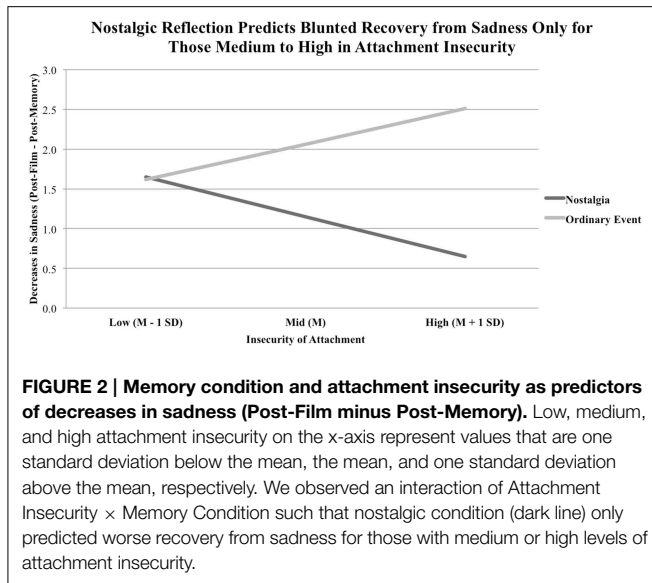 Nostalgic Reflection Predicts Blunted Recovery from Sadness Only for
Those Medium to High in Attachment Insecurity
Decreases in Sadness (Post-Film - Post-Memory)
3.0
2.5
2.0
1.5
1.0
0.5
0.0
Nostalgia
Ordinary Event
Low (M - 1 SD)
Mid (M)
High (M + 1 SD)
Insecurity of Attachment
FIGURE 2 | Memory condition and attachment insecurity as predictors
of decreases in sadness (Post-Film minus Post-Memory). Low, medium,
and high attachment insecurity on the x-axis represent values that are one
standard deviation below the mean, the mean, and one standard deviation
above the mean, respectively. We observed an interaction of Attachment
Insecurity × Memory Condition such that nostalgic condition (dark line) only
predicted worse recovery from sadness for those with medium or high levels of
attachment insecurity.